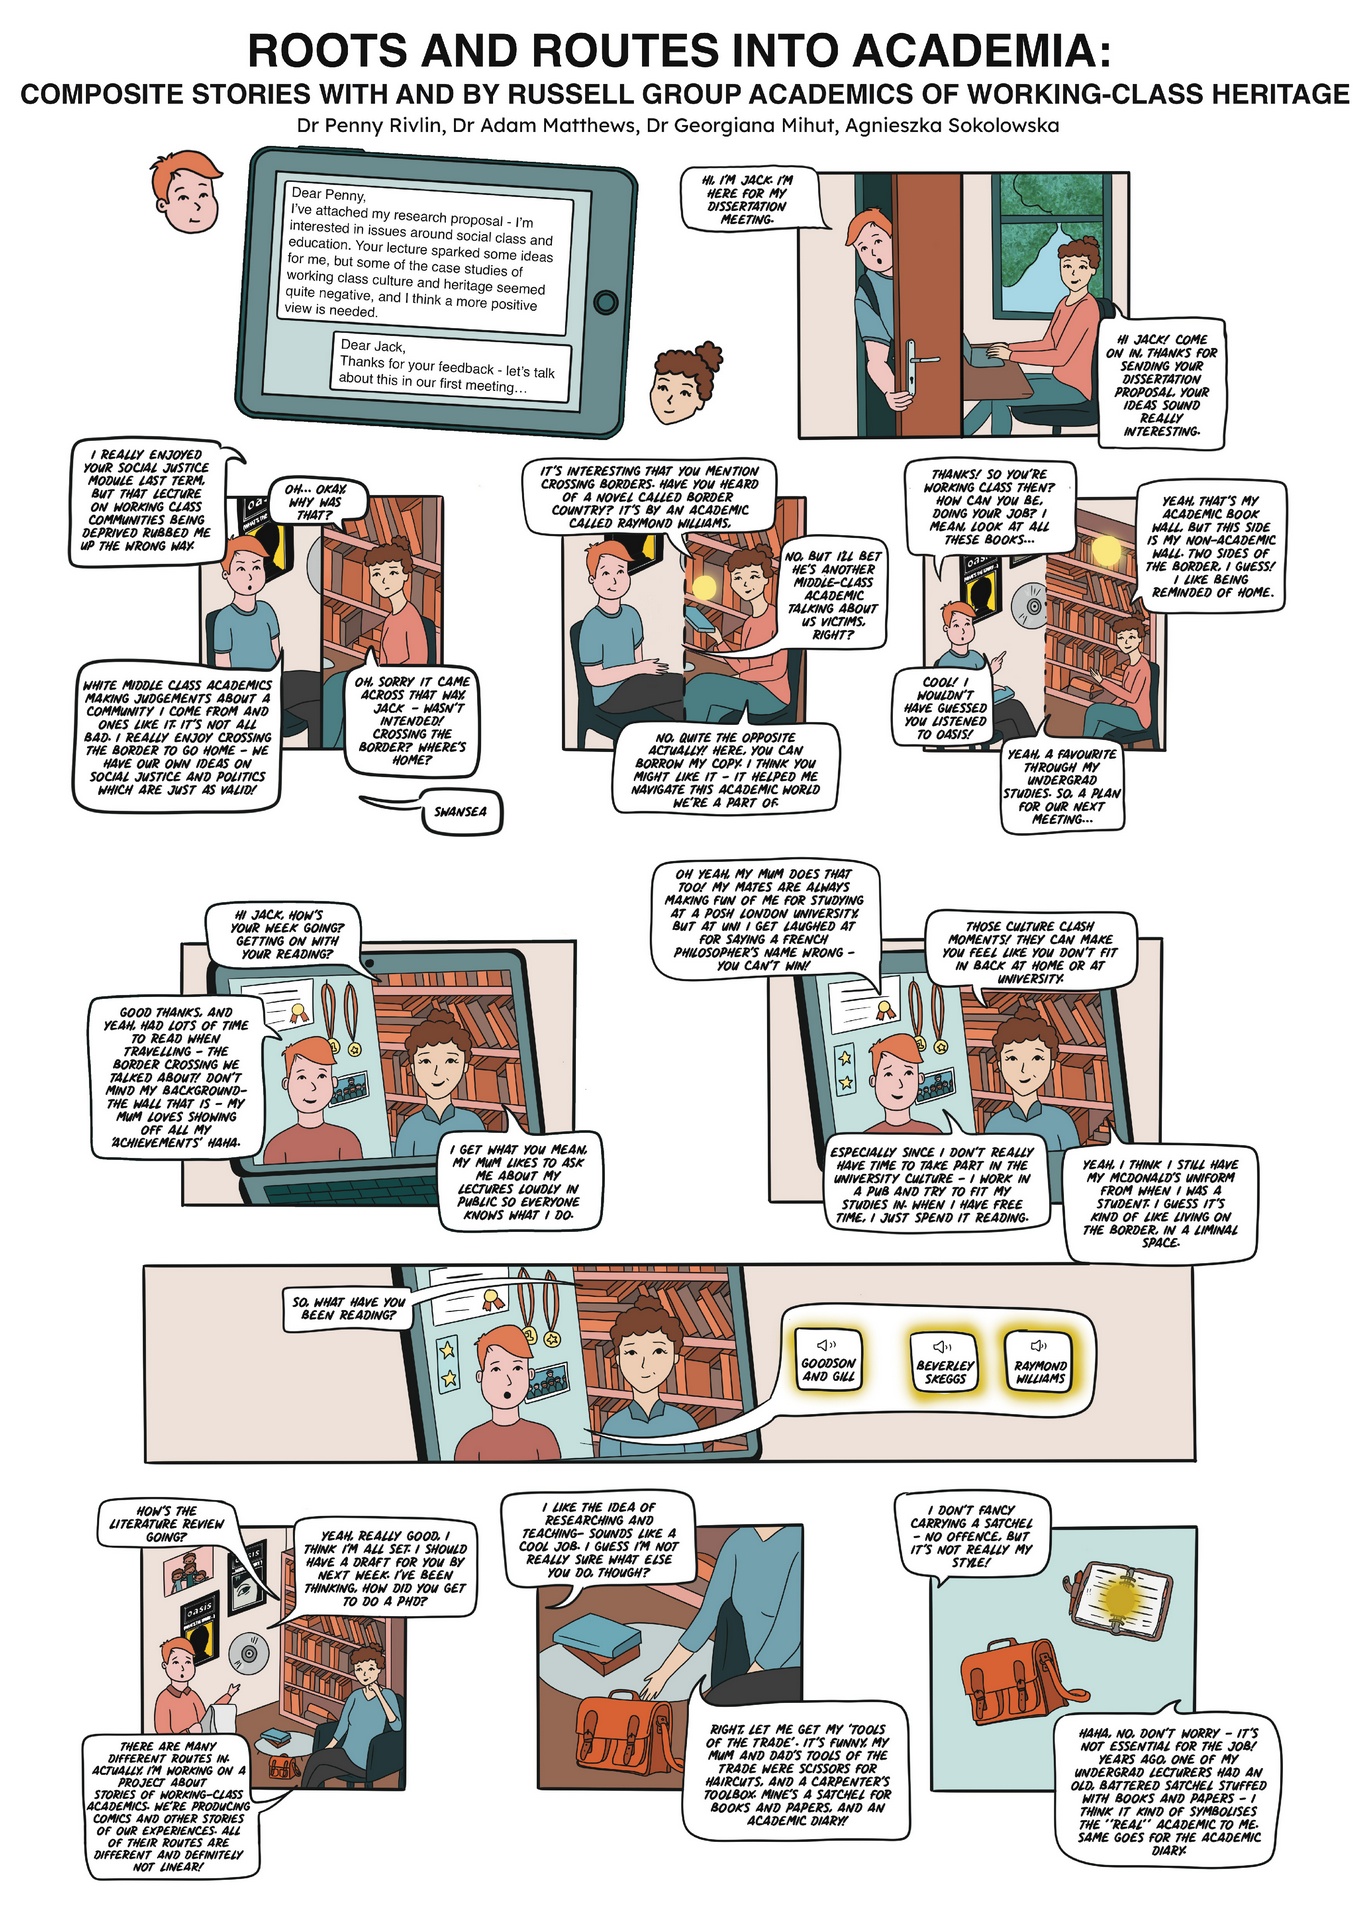 ROOTS AND ROUTES INTO ACADEMIA:
COMPOSITE STORIES WITH AND BY RUSSELL GROUP ACADEMICS OF WORKING-CLASS HERITAGE
Dr Penny Rivlin, Dr Adam Matthews, Dr Georgiana Mihut, Agnieszka Sokolowska
Dear Penny,
I've attached my research proposal - I'm
interested in issues around social class and
education. Your lecture sparked some ideas
for me, but some of the case studies of
working class culture and heritage seemed
quite negative, and I think a more positive
view is needed.
Dear Jack,
Thanks for your feedback - let's talk
about this in our first meeting...
HI, I'M JACK. I'M
HERE FOR MY
DISSERTATION
MEETING.
HI JACK! COME
ON IN, THANKS FOR
SENDING YOUR
DISSERTATION
PROPOSAL. YOUR
IDEAS SOUND
REALLY
INTERESTING.
I REALLY ENJOYED
YOUR SOCIAL JUSTICE
MODULE LAST TERM,
BUT THAT LECTURE
ON WORKING CLASS
COMMUNITIES BEING
DEPRIVED RUBBED ME
UP THE WRONG WAY.
OH... OKAY,
WHY WAS
THAT?
WHITE MIDDLE CLASS ACADEMICS
MAKING JUDGEMENTS ABOUT A
COMMUNITY I COME FROM AND
ONES LIKE IT. IT'S NOT ALL
BAD. I REALLY ENJOY CROSSING
THE BORDER TO GO HOME - WE
HAVE OUR OWN IDEAS ON
SOCIAL JUSTICE AND POLITICS
WHICH ARE JUST AS VALID!
OH, SORRY IT CAME
ACROSS THAT WAY,
JACK - WASN'T
INTENDED!
CROSSING THE
BORDER? WHERE'S
HOME?
SWANSEA
IT'S INTERESTING THAT YOU MENTION
CROSSING BORDERS. HAVE YOU HEARD
OF A NOVEL CALLED BORDER
COUNTRY? IT'S BY AN ACADEMIC
CALLED RAYMOND WILLIAMS.
NO, BUT I'LL BET
HE'S ANOTHER
MIDDLE-CLASS
ACADEMIC
TALKING ABOUT
US VICTIMS,
RIGHT?
NO, QUITE THE OPPOSITE
ACTUALLY! HERE, YOU CAN
BORROW MY COPY. I THINK YOU
MIGHT LIKE IT - IT HELPED ME
NAVIGATE THIS ACADEMIC WORLD
WE'RE A PART OF.
THANKS! SO YOU'RE
WORKING CLASS THEN?
HOW CAN YOU BE,
DOING YOUR JOB? I
MEAN, LOOK AT ALL
THESE BOOKS...
YEAH, THAT'S MY
ACADEMIC BOOK
WALL. BUT THIS SIDE
IS MY NON-ACADEMIC
WALL. TWO SIDES OF
THE BORDER, I GUESS!
I LIKE BEING
REMINDED OF HOME.
COOL! I
WOULDN'T
HAVE GUESSED
YOU LISTENED
TO OASIS!
YEAH, A FAVOURITE
THROUGH MY
UNDERGRAD
STUDIES. SO, A PLAN
FOR OUR NEXT
MEETING...
HI JACK, HOW'S
YOUR WEEK GOING?
GETTING ON WITH
YOUR READING?
GOOD THANKS, AND
YEAH, HAD LOTS OF TIME
TO READ WHEN
TRAVELLING - THE
BORDER CROSSING WE
TALKED ABOUT! DON'T
MIND MY BACKGROUND-
THE WALL THAT IS - MY
MUM LOVES SHOWING
OFF ALL MY
'ACHIEVEMENTS' HAHA.
I GET WHAT YOU MEAN,
MY MUM LIKES TO ASK
ME ABOUT MY
LECTURES LOUDLY IN
PUBLIC SO EVERYONE
KNOWS WHAT I DO.
OH YEAH, MY MUM DOES THAT
TOO! MY MATES ARE ALWAYS
MAKING FUN OF ME FOR STUDYING
AT A POSH LONDON UNIVERSITY,
BUT AT UNI I GET LAUGHED AT
FOR SAYING A FRENCH
PHILOSOPHER'S NAME WRONG -
YOU CAN'T WIN!
THOSE CULTURE CLASH
MOMENTS! THEY CAN MAKE
YOU FEEL LIKE YOU DON'T FIT
IN BACK AT HOME OR AT
UNIVERSITY.
ESPECIALLY SINCE I DON'T REALLY
HAVE TIME TO TAKE PART IN THE
UNIVERSITY CULTURE - I WORK IN
A PUB AND TRY TO FIT MY
STUDIES IN. WHEN I HAVE FREE
TIME, I JUST SPEND IT READING.
YEAH, I THINK I STILL HAVE
MY MCDONALD'S UNIFORM
FROM WHEN I WAS A
STUDENT. I GUESS IT'S
KIND OF LIKE LIVING ON
THE BORDER, IN A LIMINAL
SPACE.
SO, WHAT HAVE YOU
BEEN READING?
GOODSON
AND GILL
BEVERLEY
SKEGGS
RAYMOND
WILLIAMS
HOW'S THE
LITERATURE REVIEW
GOING?
YEAH, REALLY GOOD, I
THINK I'M ALL SET. I SHOULD
HAVE A DRAFT FOR YOU BY
NEXT WEEK. I'VE BEEN
THINKING, HOW DID YOU GET
TO DO A PHD?
oasis
oasis
THERE ARE MANY
DIFFERENT ROUTES IN.
ACTUALLY, I'M WORKING ON A
PROJECT ABOUT
STORIES OF WORKING-CLASS
ACADEMICS. WE'RE PRODUCING
COMICS AND OTHER STORIES
OF OUR EXPERIENCES. ALL
OF THEIR ROUTES ARE
DIFFERENT AND DEFINITELY
NOT LINEAR!
I LIKE THE IDEA OF
RESEARCHING AND
TEACHING- SOUNDS LIKE A
COOL JOB. I GUESS I'M NOT
REALLY SURE WHAT ELSE
YOU DO, THOUGH?
RIGHT. LET ME GET MY 'TOOLS
OF THE TRADE'. IT'S FUNNY, MY
MUM AND DAD'S TOOLS OF THE
TRADE WERE SCISSORS FOR
HAIRCUTS, AND A CARPENTER'S
TOOLBOX. MINE'S A SATCHEL FOR
BOOKS AND PAPERS, AND AN
ACADEMIC DIARY!
I DON'T FANCY
CARRYING A SATCHEL
- NO OFFENCE, BUT
IT'S NOT REALLY MY
STYLE!
HAHA, NO, DON'T WORRY - IT'S
NOT ESSENTIAL FOR THE JOB!
YEARS AGO, ONE OF MY
UNDERGRAD LECTURERS HAD AN
OLD, BATTERED SATCHEL STUFFED
WITH BOOKS AND PAPERS - I
THINK IT KIND OF SYMBOLISES
THE "REAL" ACADEMIC TO ME.
SAME GOES FOR THE ACADEMIC
DIARY.